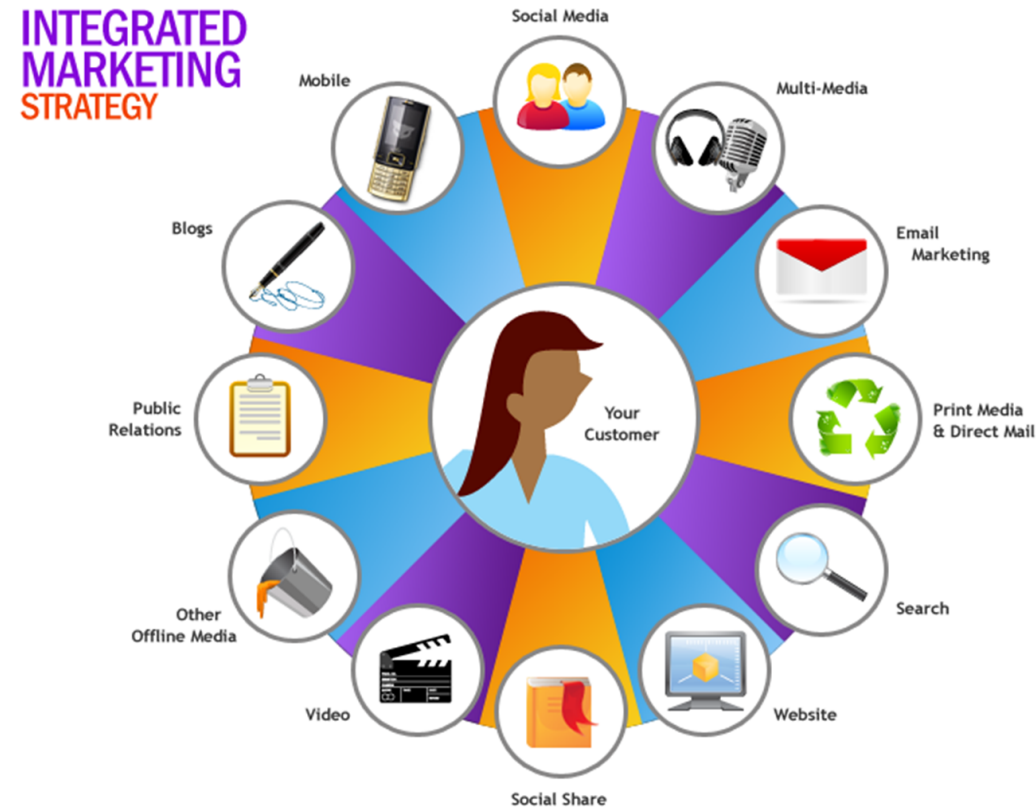 INTEGRATED
MARKETING
STRATEGY
Social Media
Multi-Media
Email
Marketing
Print Media
& Direct Mail
Search
Website
Social Share
Video
Other
Offline Media
Public
Relations
Blogs
Mobile
Your
Customer